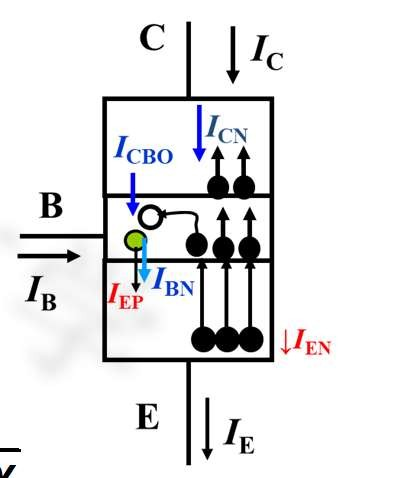 C
I_C
I_CN
I_CBO
B
I_B
I_BN
I_EP
↓I_EN
E
I_E